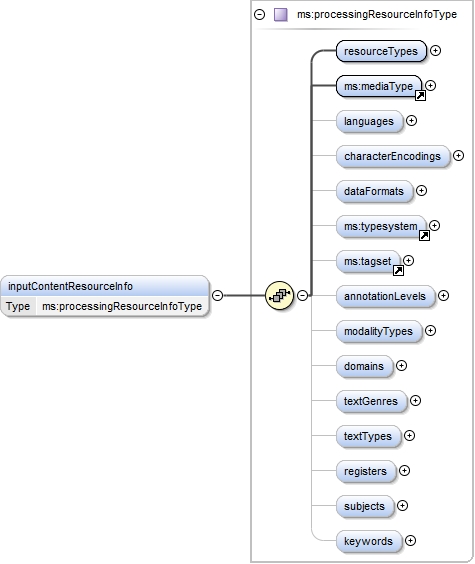 ms:processingResourceInfoType
resourceTypes
ms:mediaType
languages
characterEncodings
dataFormats
ms:typesystem
ms:tagset
inputContentResourceInfo
Type ms:processingResourceInfoType
annotationLevels
modalityTypes
domains
textGenres
textTypes
registers
subjects
keywords